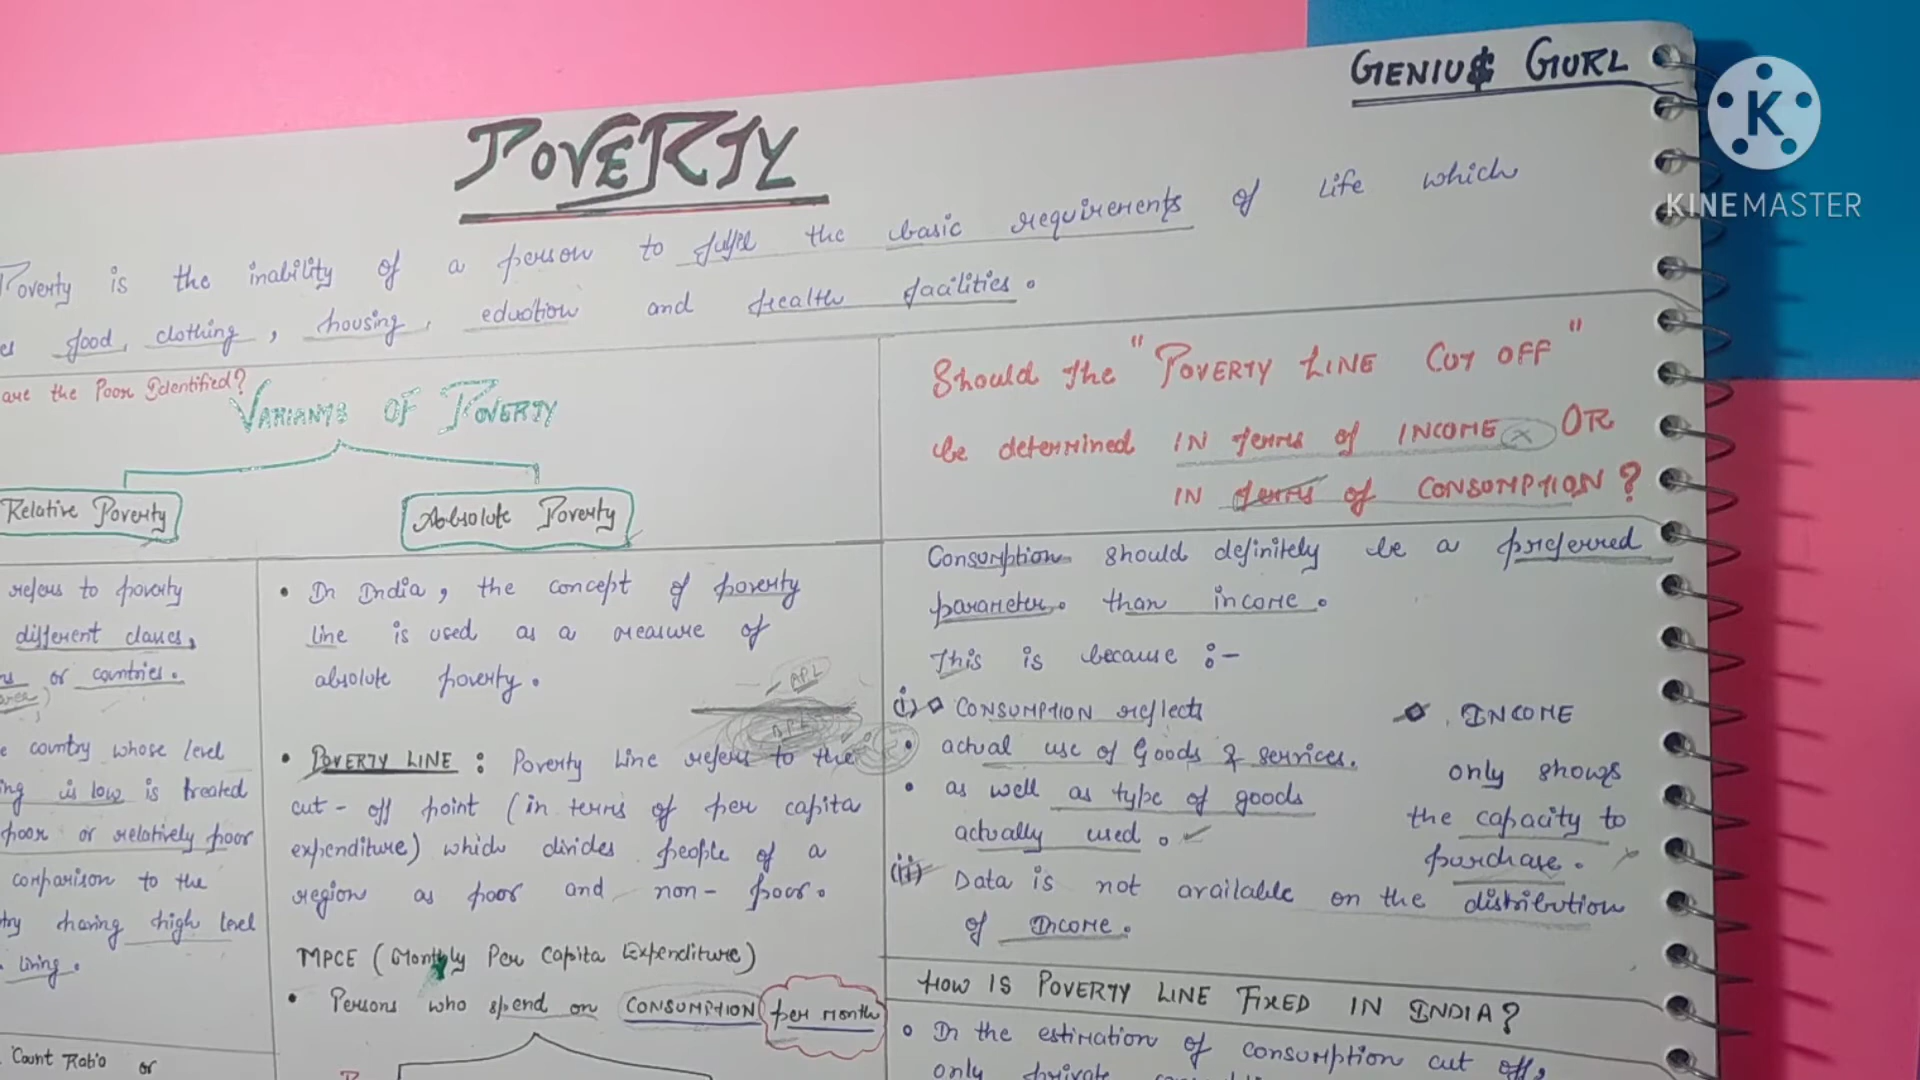 GENIU$ GURL
K
KINEMASTER
POVERTY
Poverty is the inability of a person to fulfil the basic requirements of life which
food, clothing, housing, eduction and health facilities.
are the Poor Identified?
VARIANTS OF POVERTY
Relative Poverty
Absolute Poverty
refers to poverty
different classes,
or countries.
area)
country whose level
is low is treated
poor or relatively poor
comparison to the
having high level
living.
Count Ratio or
• In India, the concept of poverty
line is used as a measure of
absolute poverty.
APL
BPL
• POVERTY LINE : Poverty Line refers to the
cut-off point (in terms of per capita
expenditure) which divides people of a
region as poor and non-poor.
MPCE (Monthly Per Capita Expenditure)
• Persons who spend on CONSUMPTION per month
Should the "POVERTY LINE CUT OFF"
be determined IN terms of INCOME x OR
IN terms of CONSUMPTION?
Consumption should definitely be a preferred
parameter. than income.
This is because :-
(i) CONSUMPTION reflects
• actual use of Goods & services.
• as well as type of goods
actually used. ✓
INCOME
only shows
the capacity to
purchase. x
(ii) Data is not available on the distribution
of Income.
HOW IS POVERTY LINE FIXED IN INDIA?
• In the estimation of consumption cut off,
only private